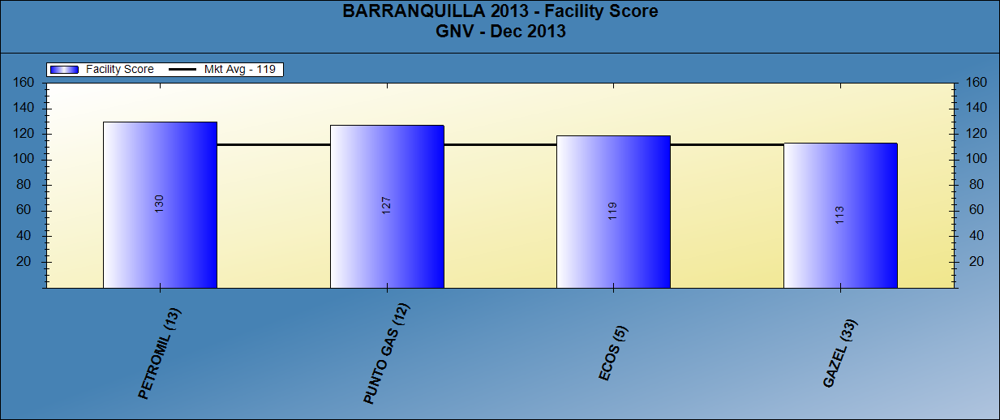 BARRANQUILLA 2013 - Facility Score
GNV - Dec 2013
Facility Score Mkt Avg - 119
160 160
140 140
120 120
100 100
80 80
60 60
40 40
20 20
130 127 119 113
PETROMIL (13) PUNTO GAS (12) ECOS (5) GAZEL (33)